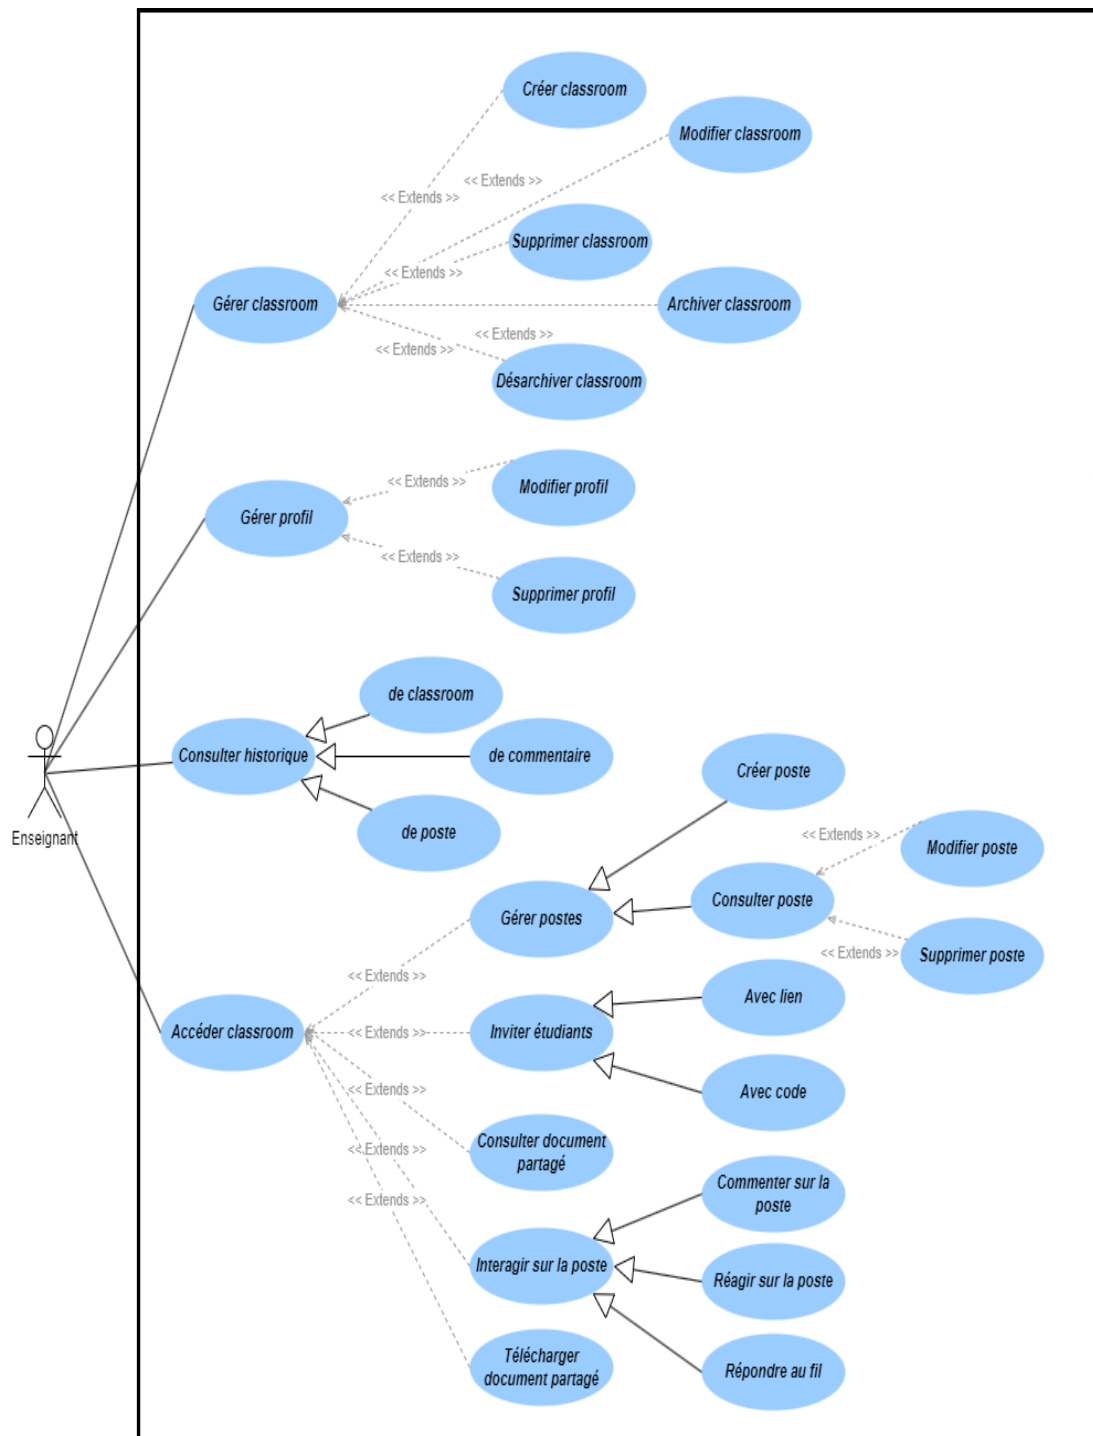 Créer classroom
Modifier classroom
<< Extends >>
<< Extends >>
Supprimer classroom
<< Extends >>
Gérer classroom
Archiver classroom
<< Extends >>
<< Extends >>
Désarchiver classroom
<< Extends >>
Modifier profil
Gérer profil
<< Extends >>
Supprimer profil
de classroom
Consulter historique
de commentaire
de poste
Enseignant
Créer poste
<< Extends >>
Modifier poste
Consulter poste
Gérer postes
<< Extends >>
Supprimer poste
<< Extends >>
Avec lien
Accéder classroom
<< Extends >>
Inviter étudiants
<< Extends >>
Avec code
Consulter document
partagé
<< Extends >>
Commenter sur la
poste
<< Extends >>
Interagir sur la poste
Réagir sur la poste
Télécharger
document partagé
Répondre au fil